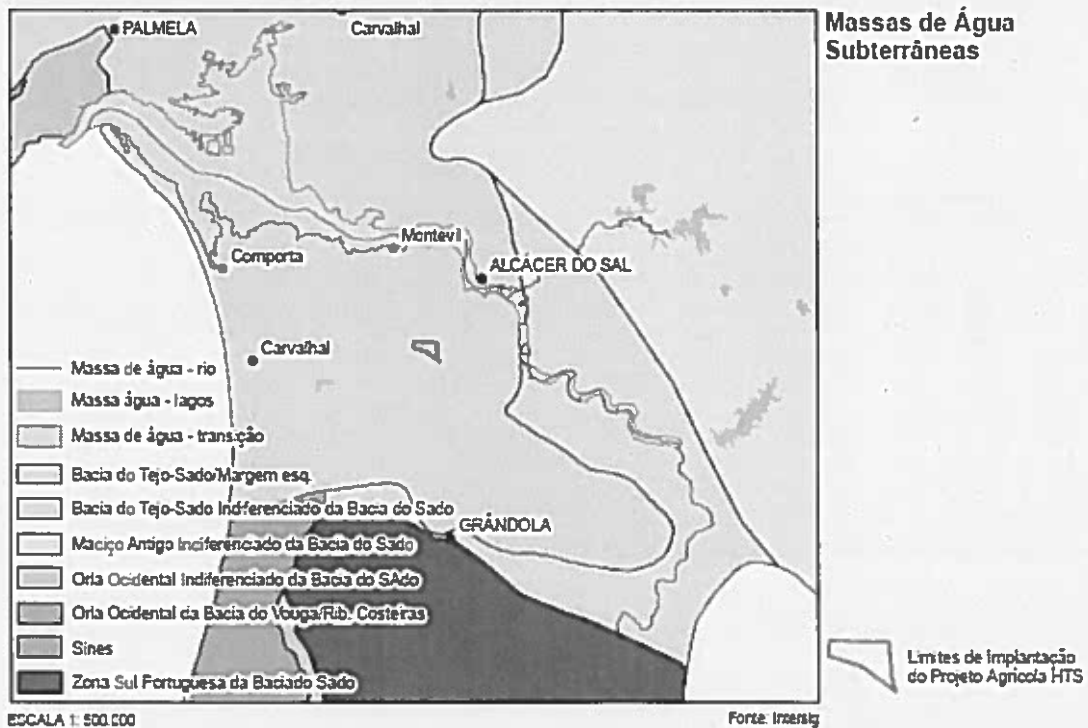 PALMELA
Carvalhal
Massas de Água
Subterrâneas
Montevil
Comporta
ALCÁCER DO SAL
Carvalhal
Massa de água - rio
Massa água - lagos
Massa de água - transição
Bacia do Tejo-Sado/Margem esq.
Bacia do Tejo-Sado Indiferenciado da Bacia do Sado
GRÂNDOLA
Maciço Antigo Indiferenciado da Bacia do Sado
Orla Ocidental Indiferenciado da Bacia do SAdo
Orla Ocidental da Bacia do Vouga/Rib. Costeiras
Sines
Zona Sul Portuguesa da Baciado Sado
Limites de Implantação
do Projeto Agrícola HTS
ESCALA 1: 500.000
Fonte: Intersig